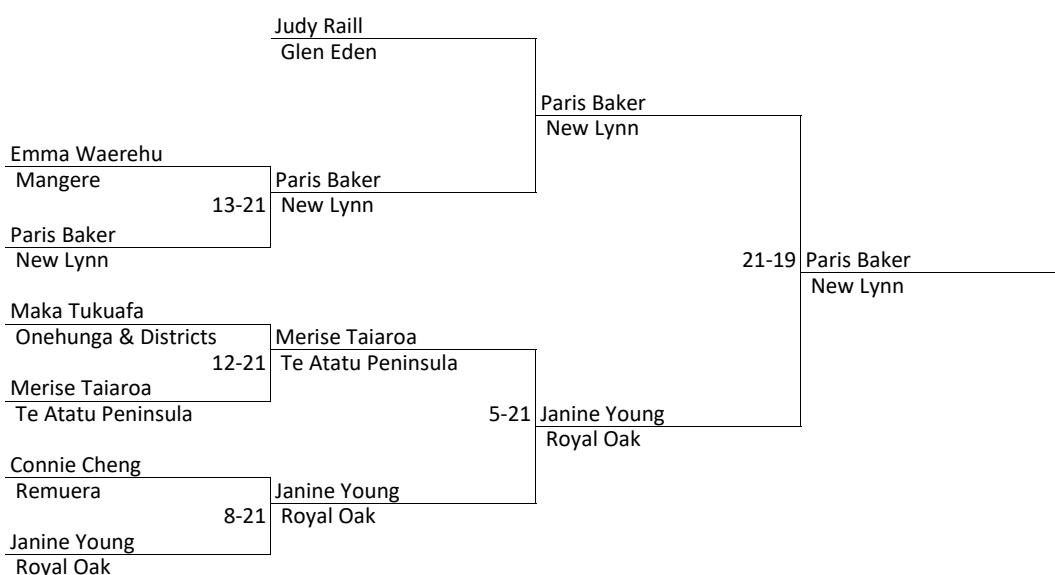 Judy Raill
Glen Eden
Paris Baker
New Lynn
Emma Waerehu
Mangere
Paris Baker
13-21
New Lynn
Paris Baker
New Lynn
21-19
Paris Baker
New Lynn
Maka Tukuafa
Onehunga & Districts
Merise Taiaroa
12-21
Te Atatu Peninsula
Merise Taiaroa
Te Atatu Peninsula
5-21
Janine Young
Royal Oak
Connie Cheng
Remuera
Janine Young
8-21
Royal Oak
Janine Young
Royal Oak